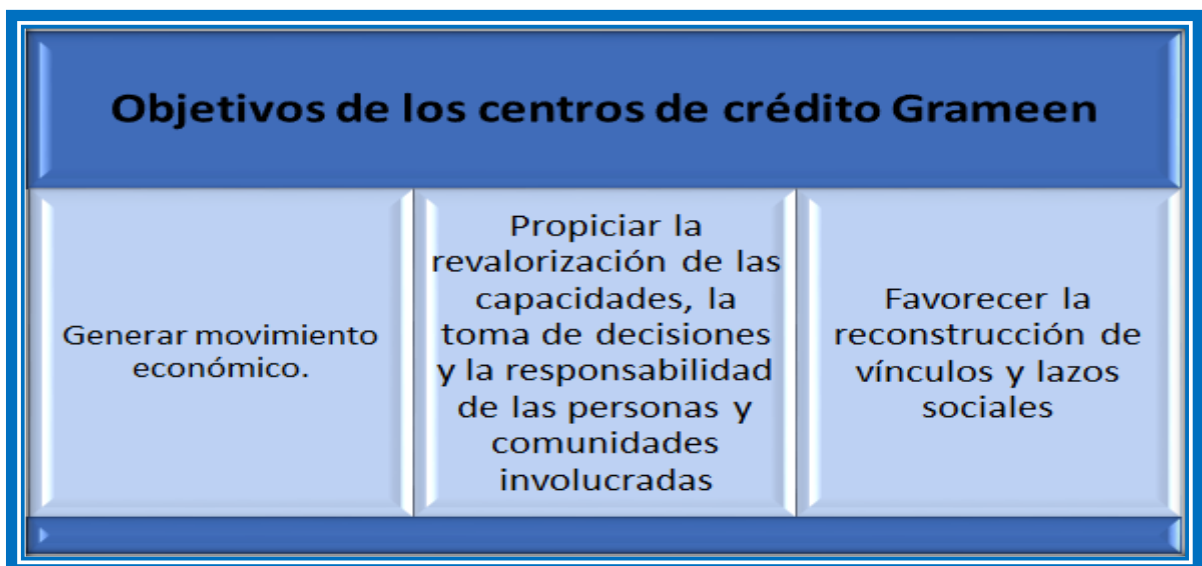 Objetivos de los centros de crédito Grameen
Generar movimiento
económico.
Propiciar la
revalorización de las
capacidades, la
toma de decisiones
y la responsabilidad
de las personas y
comunidades
involucradas
Favorecer la
reconstrucción de
vínculos y lazos
sociales